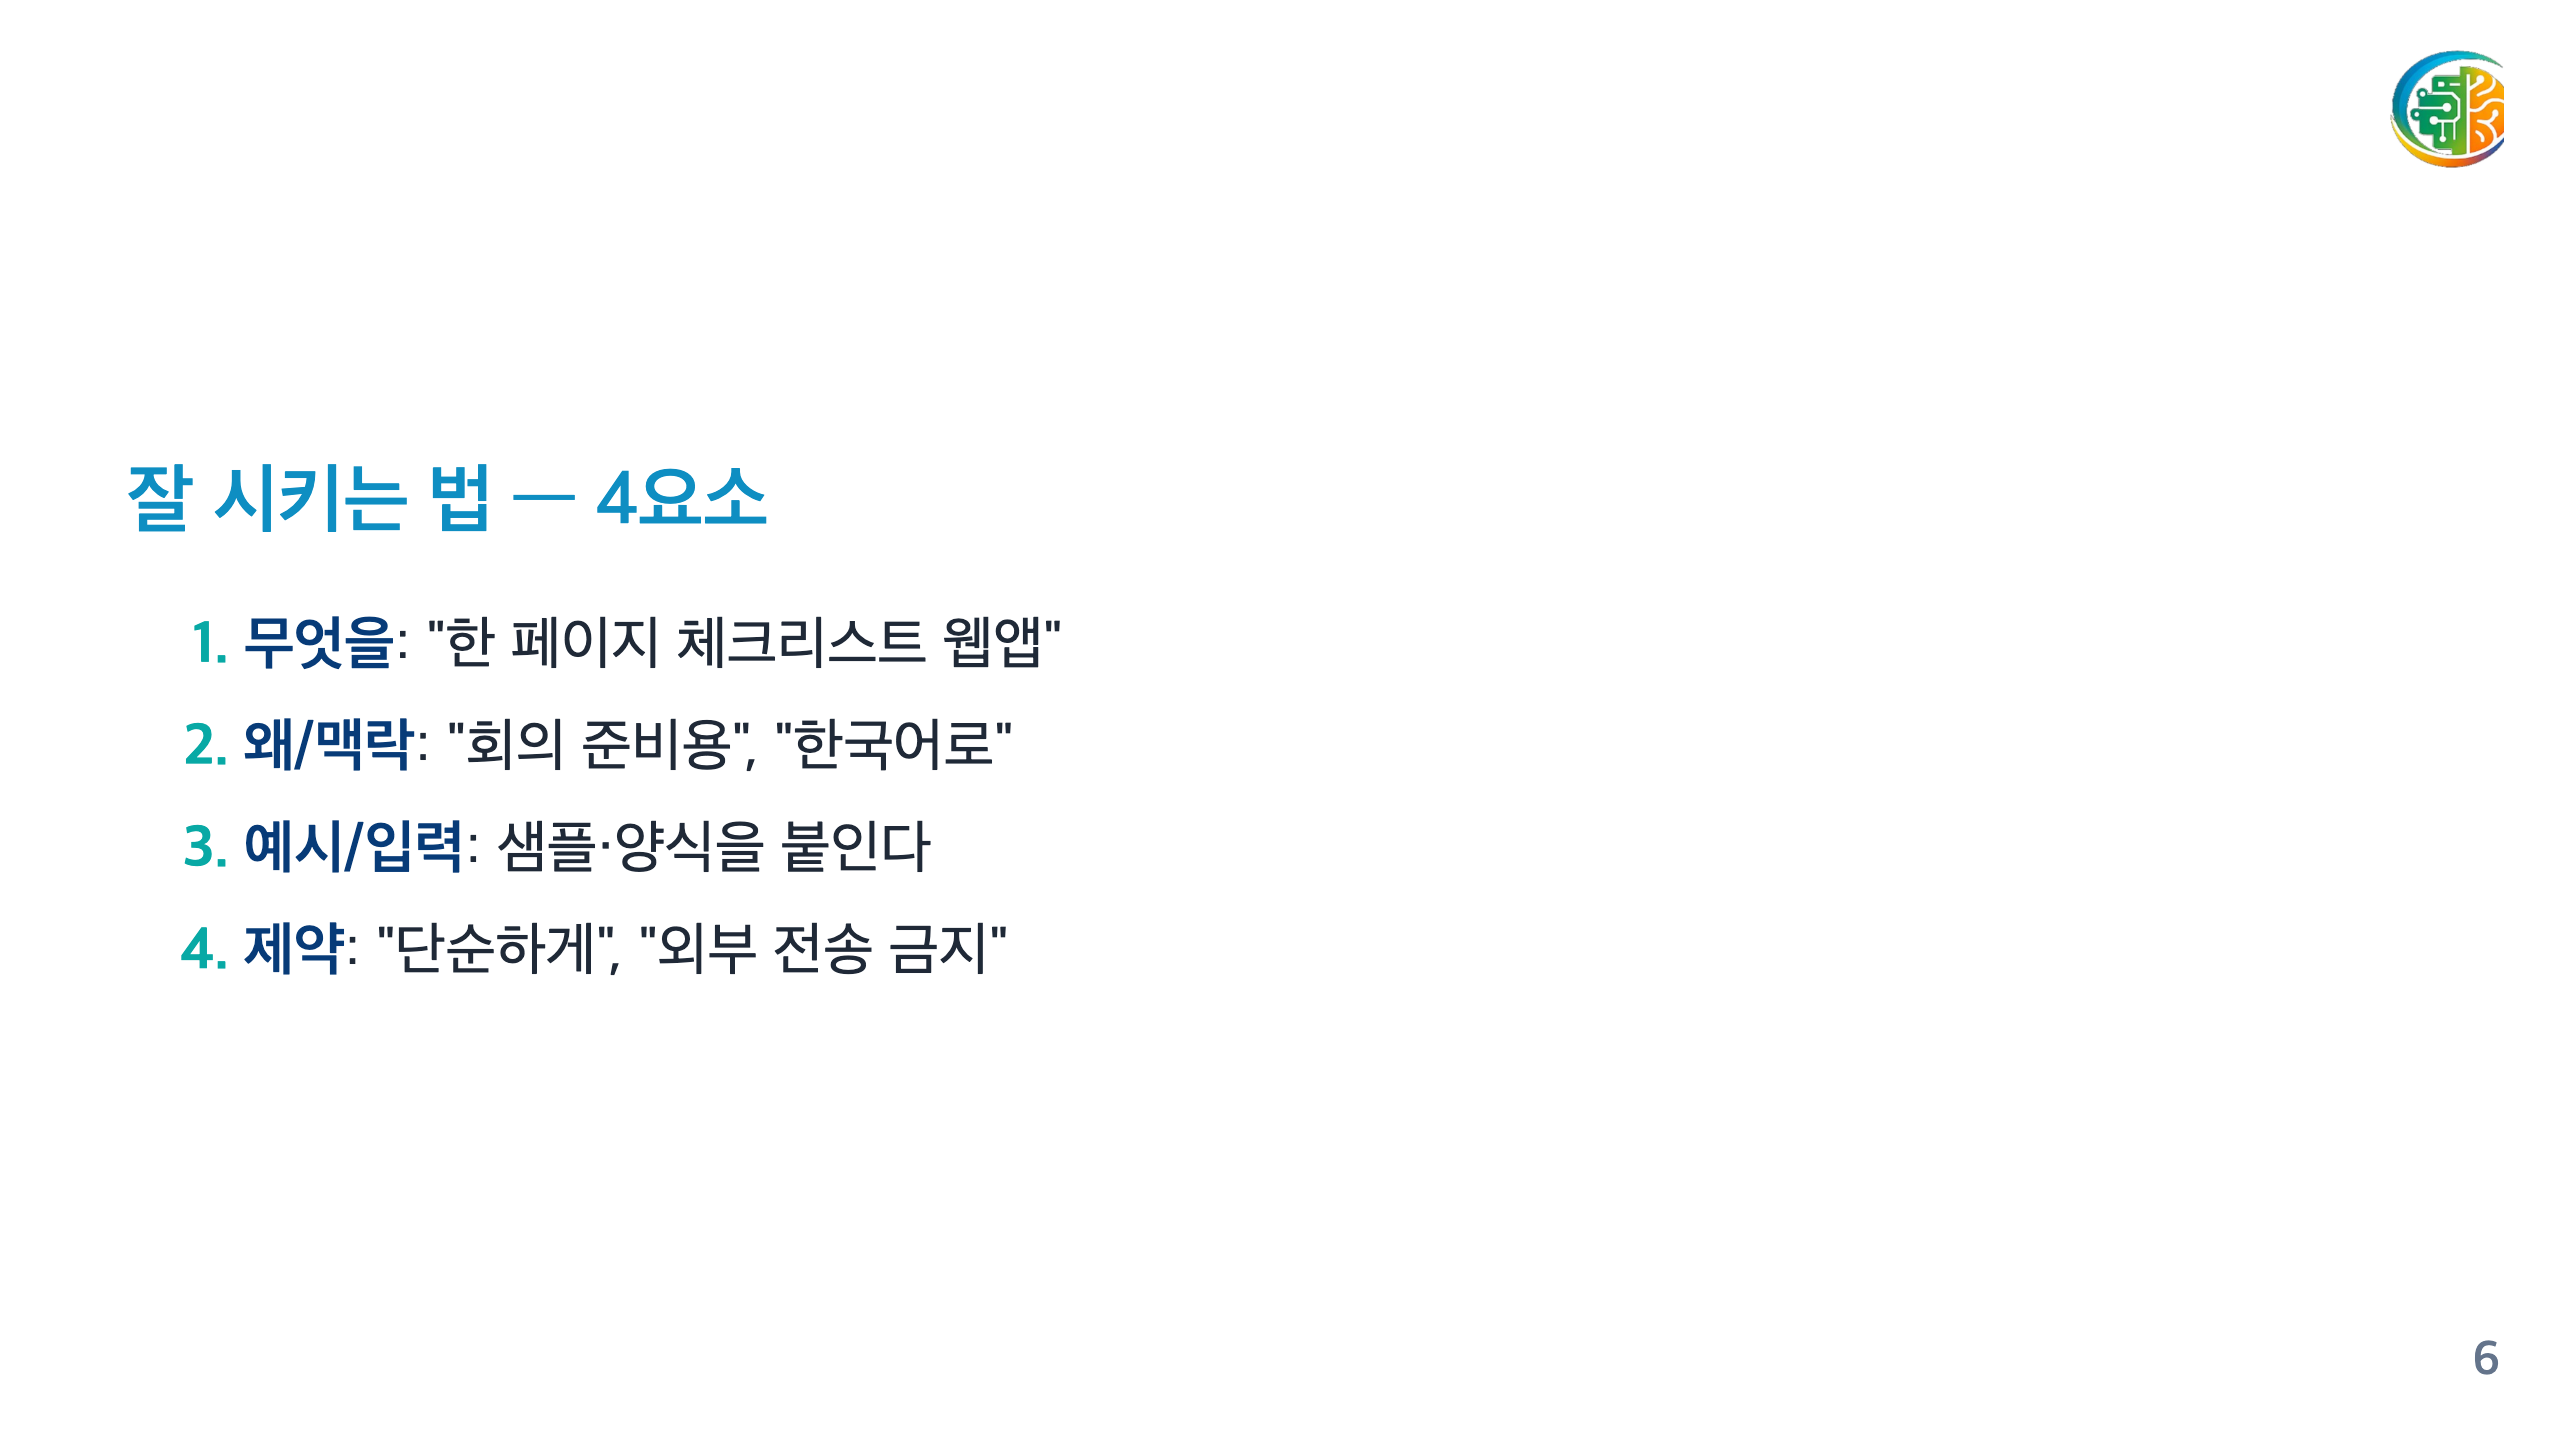 잘 시키는 법 — 4요소
1. 무엇을: "한 페이지 체크리스트 웹앱"
2. 왜/맥락: "회의 준비용", "한국어로"
3. 예시/입력: 샘플·양식을 붙인다
4. 제약: "단순하게", "외부 전송 금지"
6